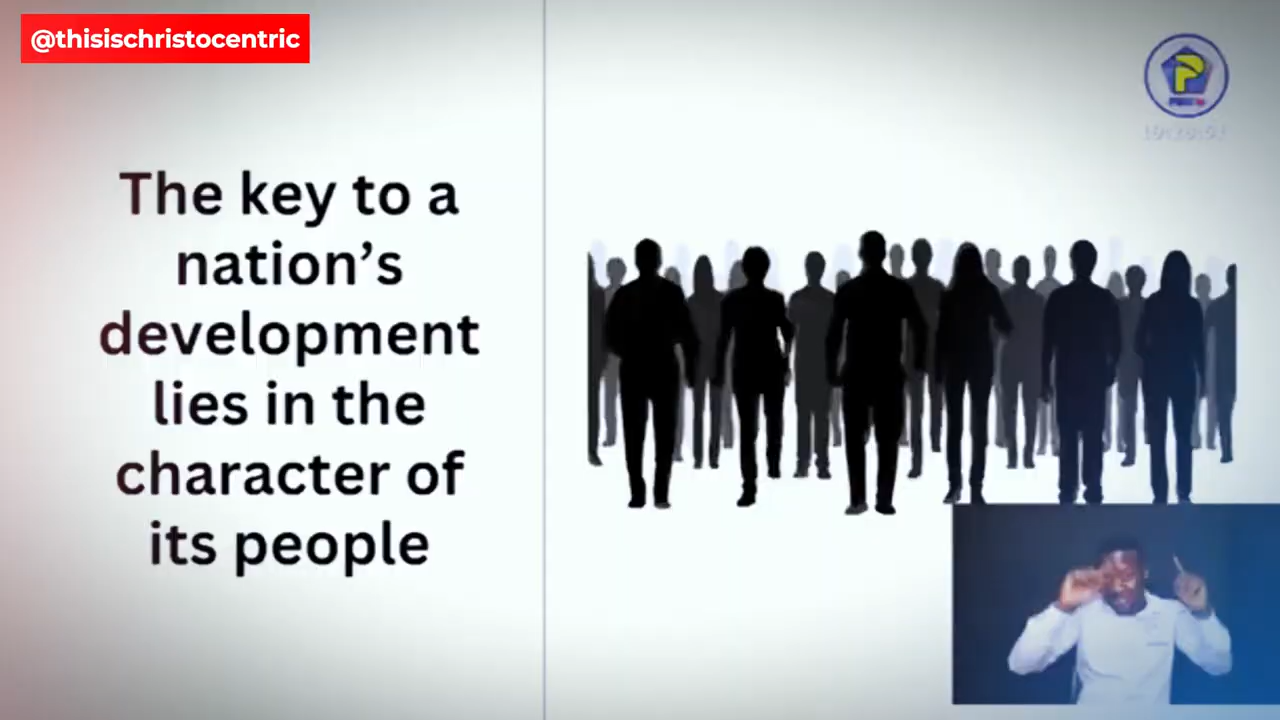 @thisischristocentric
The key to a
nation's
development
lies in the
character of
its people